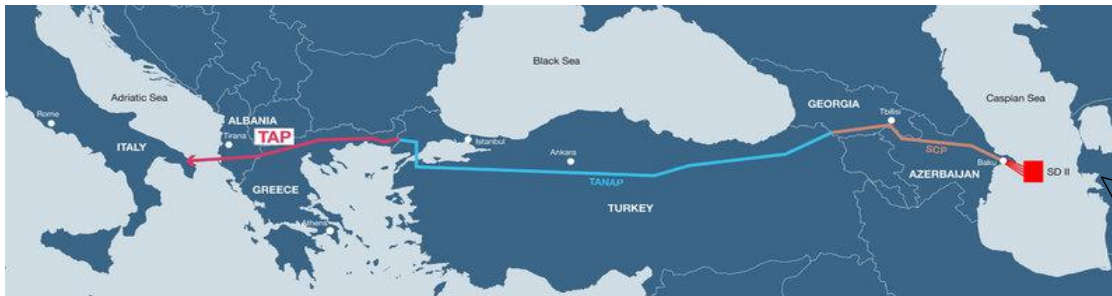 Black Sea
Adriatic Sea
Caspian Sea
GEORGIA
Tbilisi
Rome
ALBANIA
TAP
Tirana
Istanbul
ITALY
Ankara
SCP
Baku
SD II
AZERBAIJAN
TANAP
GREECE
TURKEY
Athens